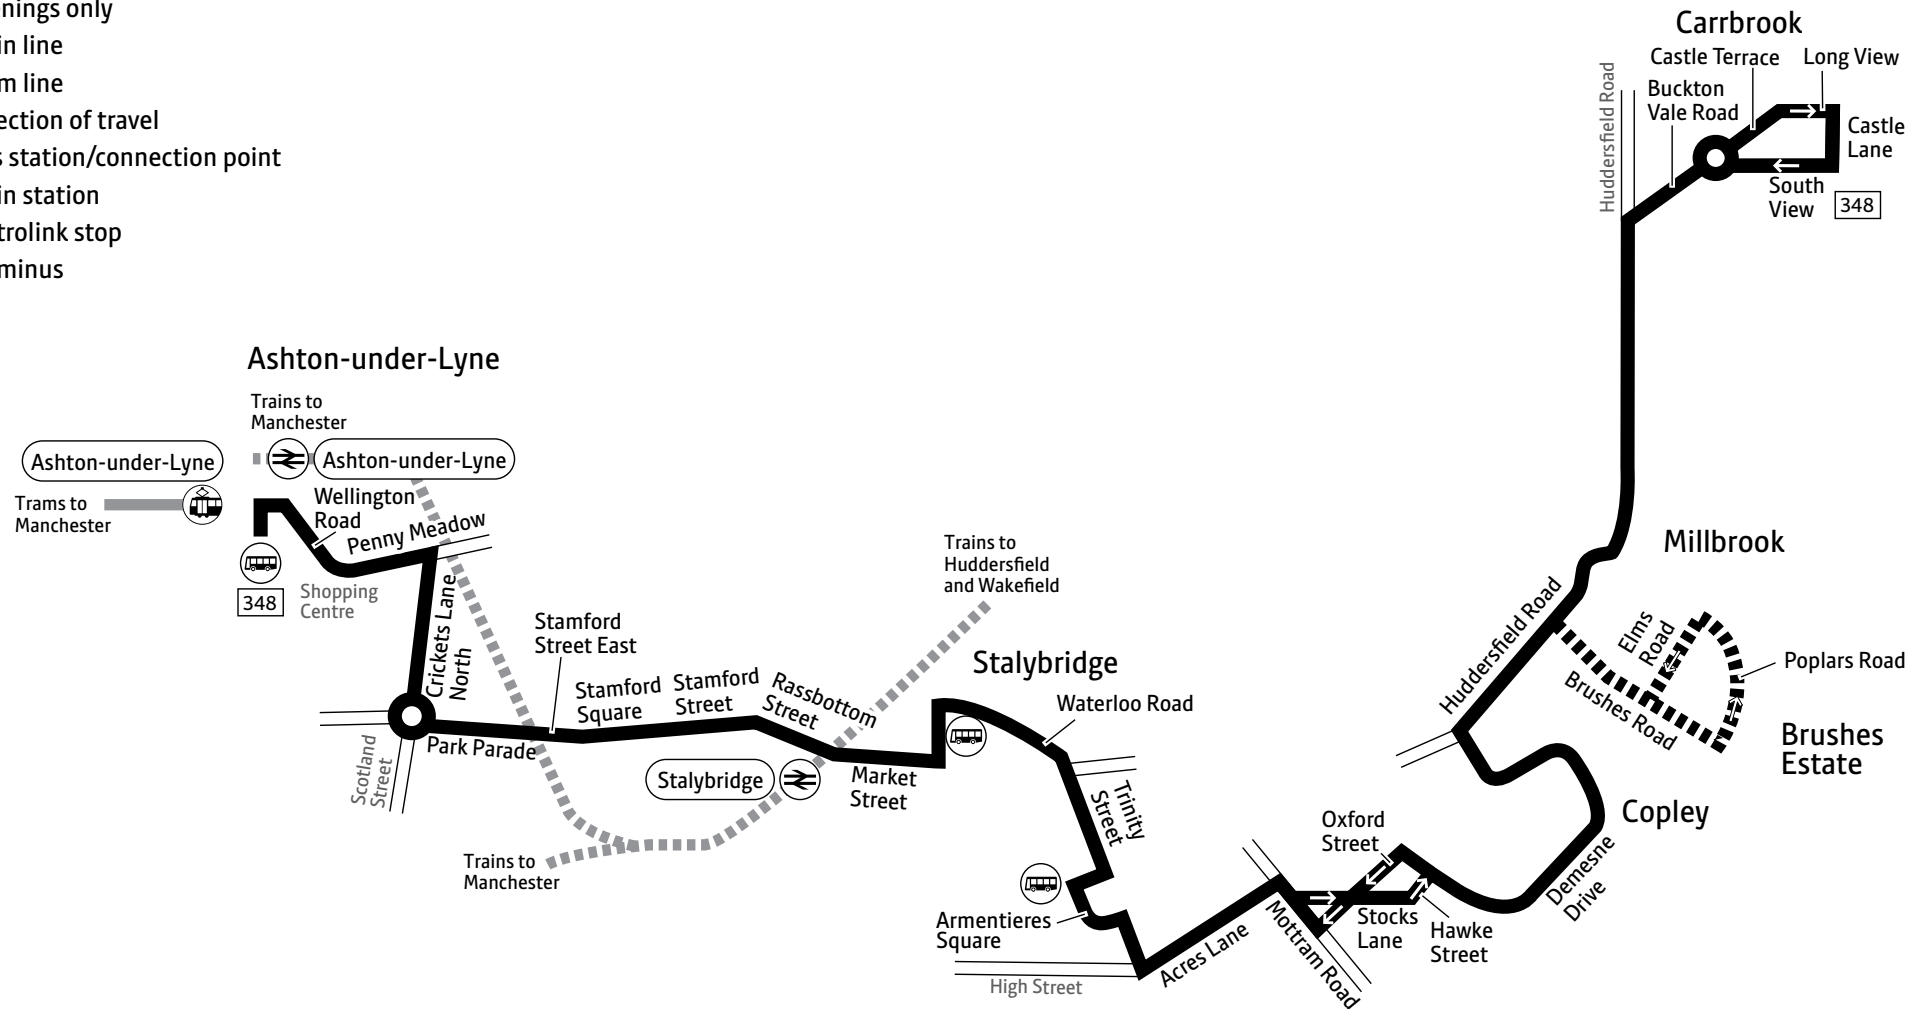 enings only
in line
m line
ection of travel
s station/connection point
in station
trolink stop
minus
Carrbrook
Castle Terrace
Long View
Buckton
Vale Road
Huddersfield Road
Castle
Lane
South
View
348
Ashton-under-Lyne
Trains to
Manchester
Ashton-under-Lyne
Ashton-under-Lyne
Trams to
Manchester
Wellington
Road
Penny Meadow
Shopping
Centre
348
Crickets Lane
North
Scotland
Street
Park Parade
Stamford
Street East
Stamford
Square
Stamford
Street
Rassbottom
Street
Trains to
Huddersfield
and Wakefield
Stalybridge
Waterloo Road
Stalybridge
Market
Street
Trains to
Manchester
Trinity
Street
Armentieres
Square
High Street
Acres Lane
Mottram Road
Oxford
Street
Stocks
Lane
Hawke
Street
Demesne
Drive
Copley
Huddersfield Road
Millbrook
Elms
Road
Brushes Road
Poplars Road
Brushes
Estate